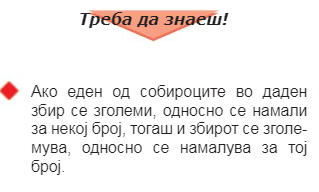 Треба да знаеш!
Ако еден од собироците во даден
збир се зголеми, односно се намали
за некој број, тогаш и збирот се зголе-
мува, односно се намалува за тој
број.